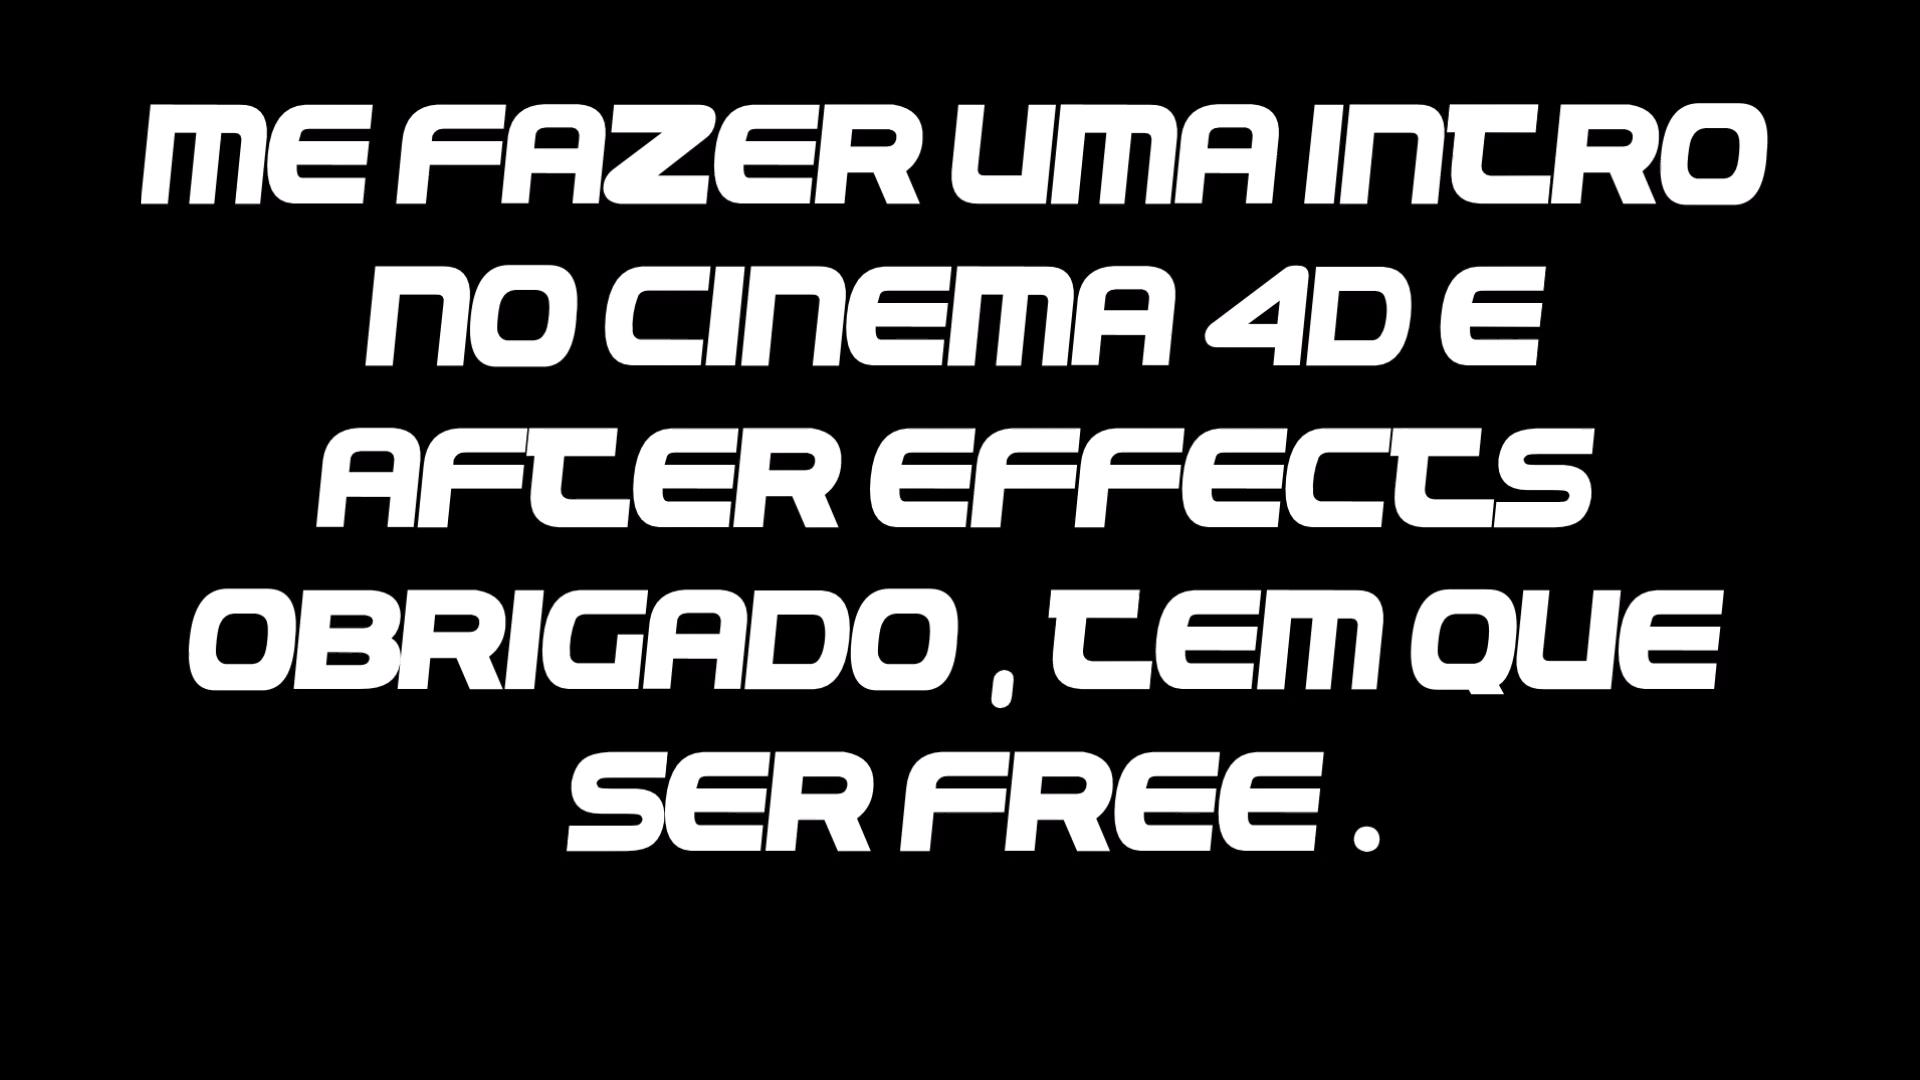 ME FAZER UMA INTRO
NO CINEMA 4D E
AFTER EFFECTS
OBRIGADO , TEM QUE
SER FREE .